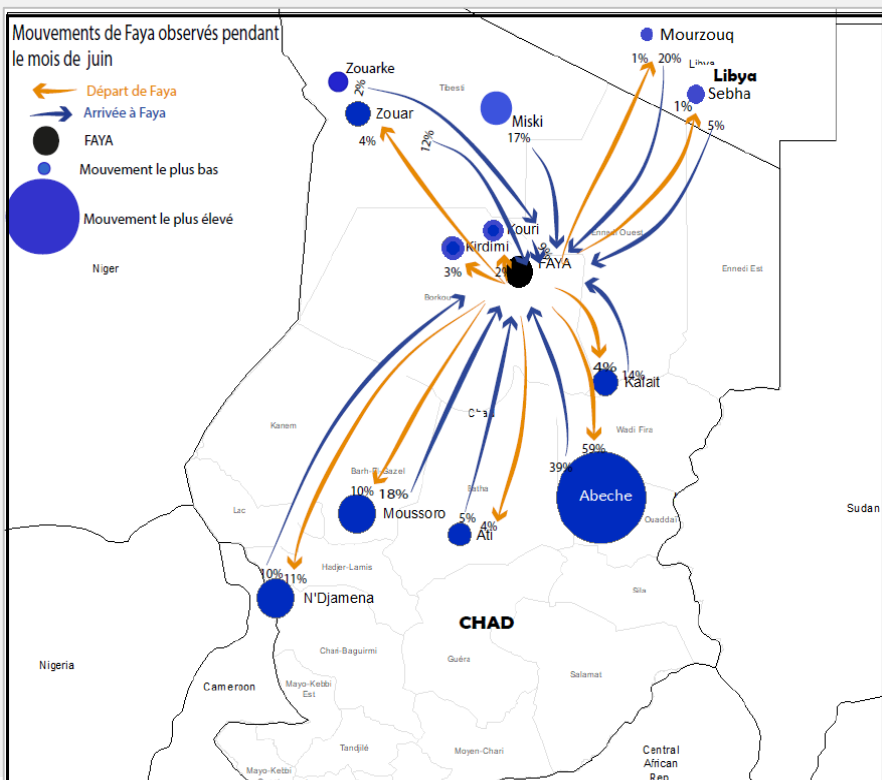 Mouvements de Faya observés pendant
le mois de juin
Départ de Faya
Arrivée à Faya
FAYA
Mouvement le plus bas
Mouvement le plus élevé
Mourzouq
1%
20%
Libya
Libya
Sebha
1%
5%
Zouarke
2%
Zouar
4%
12%
Tibesti
Miski
17%
Kouri
Kirdimi
3%
FAYA
Ennedi Ouest
Ennedi Est
Niger
Borkou
4%
14%
Kalait
Chad
Kanem
Wadi Fira
59%
39%
Abeche
Ouaddaï
Sudan
Barh-El-Gazel
10%
18%
Moussoro
Batha
5%
4%
Ati
Lac
Hadjer-Lamis
10%
11%
N'Djamena
Sila
CHAD
Chari-Baguirmi
Guéra
Salamat
Nigeria
Cameroon
Mayo-Kebbi
Est
Tandjilé
Moyen-Chari
Mayo-Kebbi
Central
African
Rep